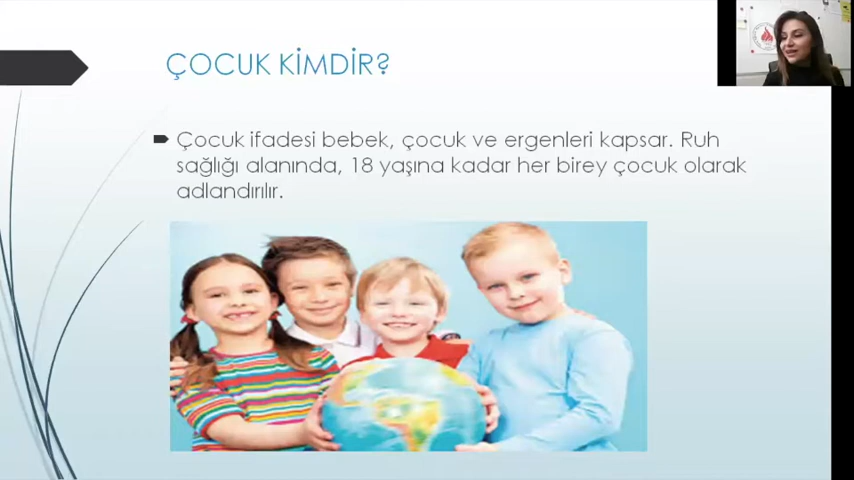 ÇOCUK KİMDİR?
Çocuk ifadesi bebek, çocuk ve ergenleri kapsar. Ruh
sağlığı alanında, 18 yaşına kadar her birey çocuk olarak
adlandırılır.